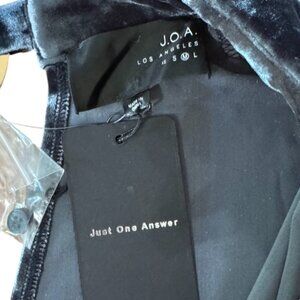 J.O.A.
LOS ANGELES
XS S M L
Just One Answer